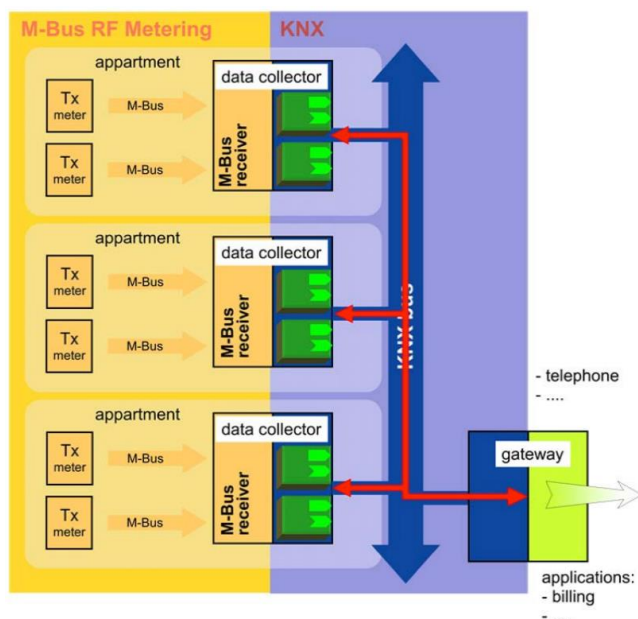 M-Bus RF Metering
KNX
appartment
data collector
Tx
meter
M-Bus
Tx
meter
M-Bus
M-Bus
receiver
appartment
data collector
Tx
meter
M-Bus
Tx
meter
M-Bus
M-Bus
receiver
KNX bus
appartment
data collector
Tx
meter
M-Bus
Tx
meter
M-Bus
M-Bus
receiver
- telephone
- ....
gateway
applications:
- billing
- .....